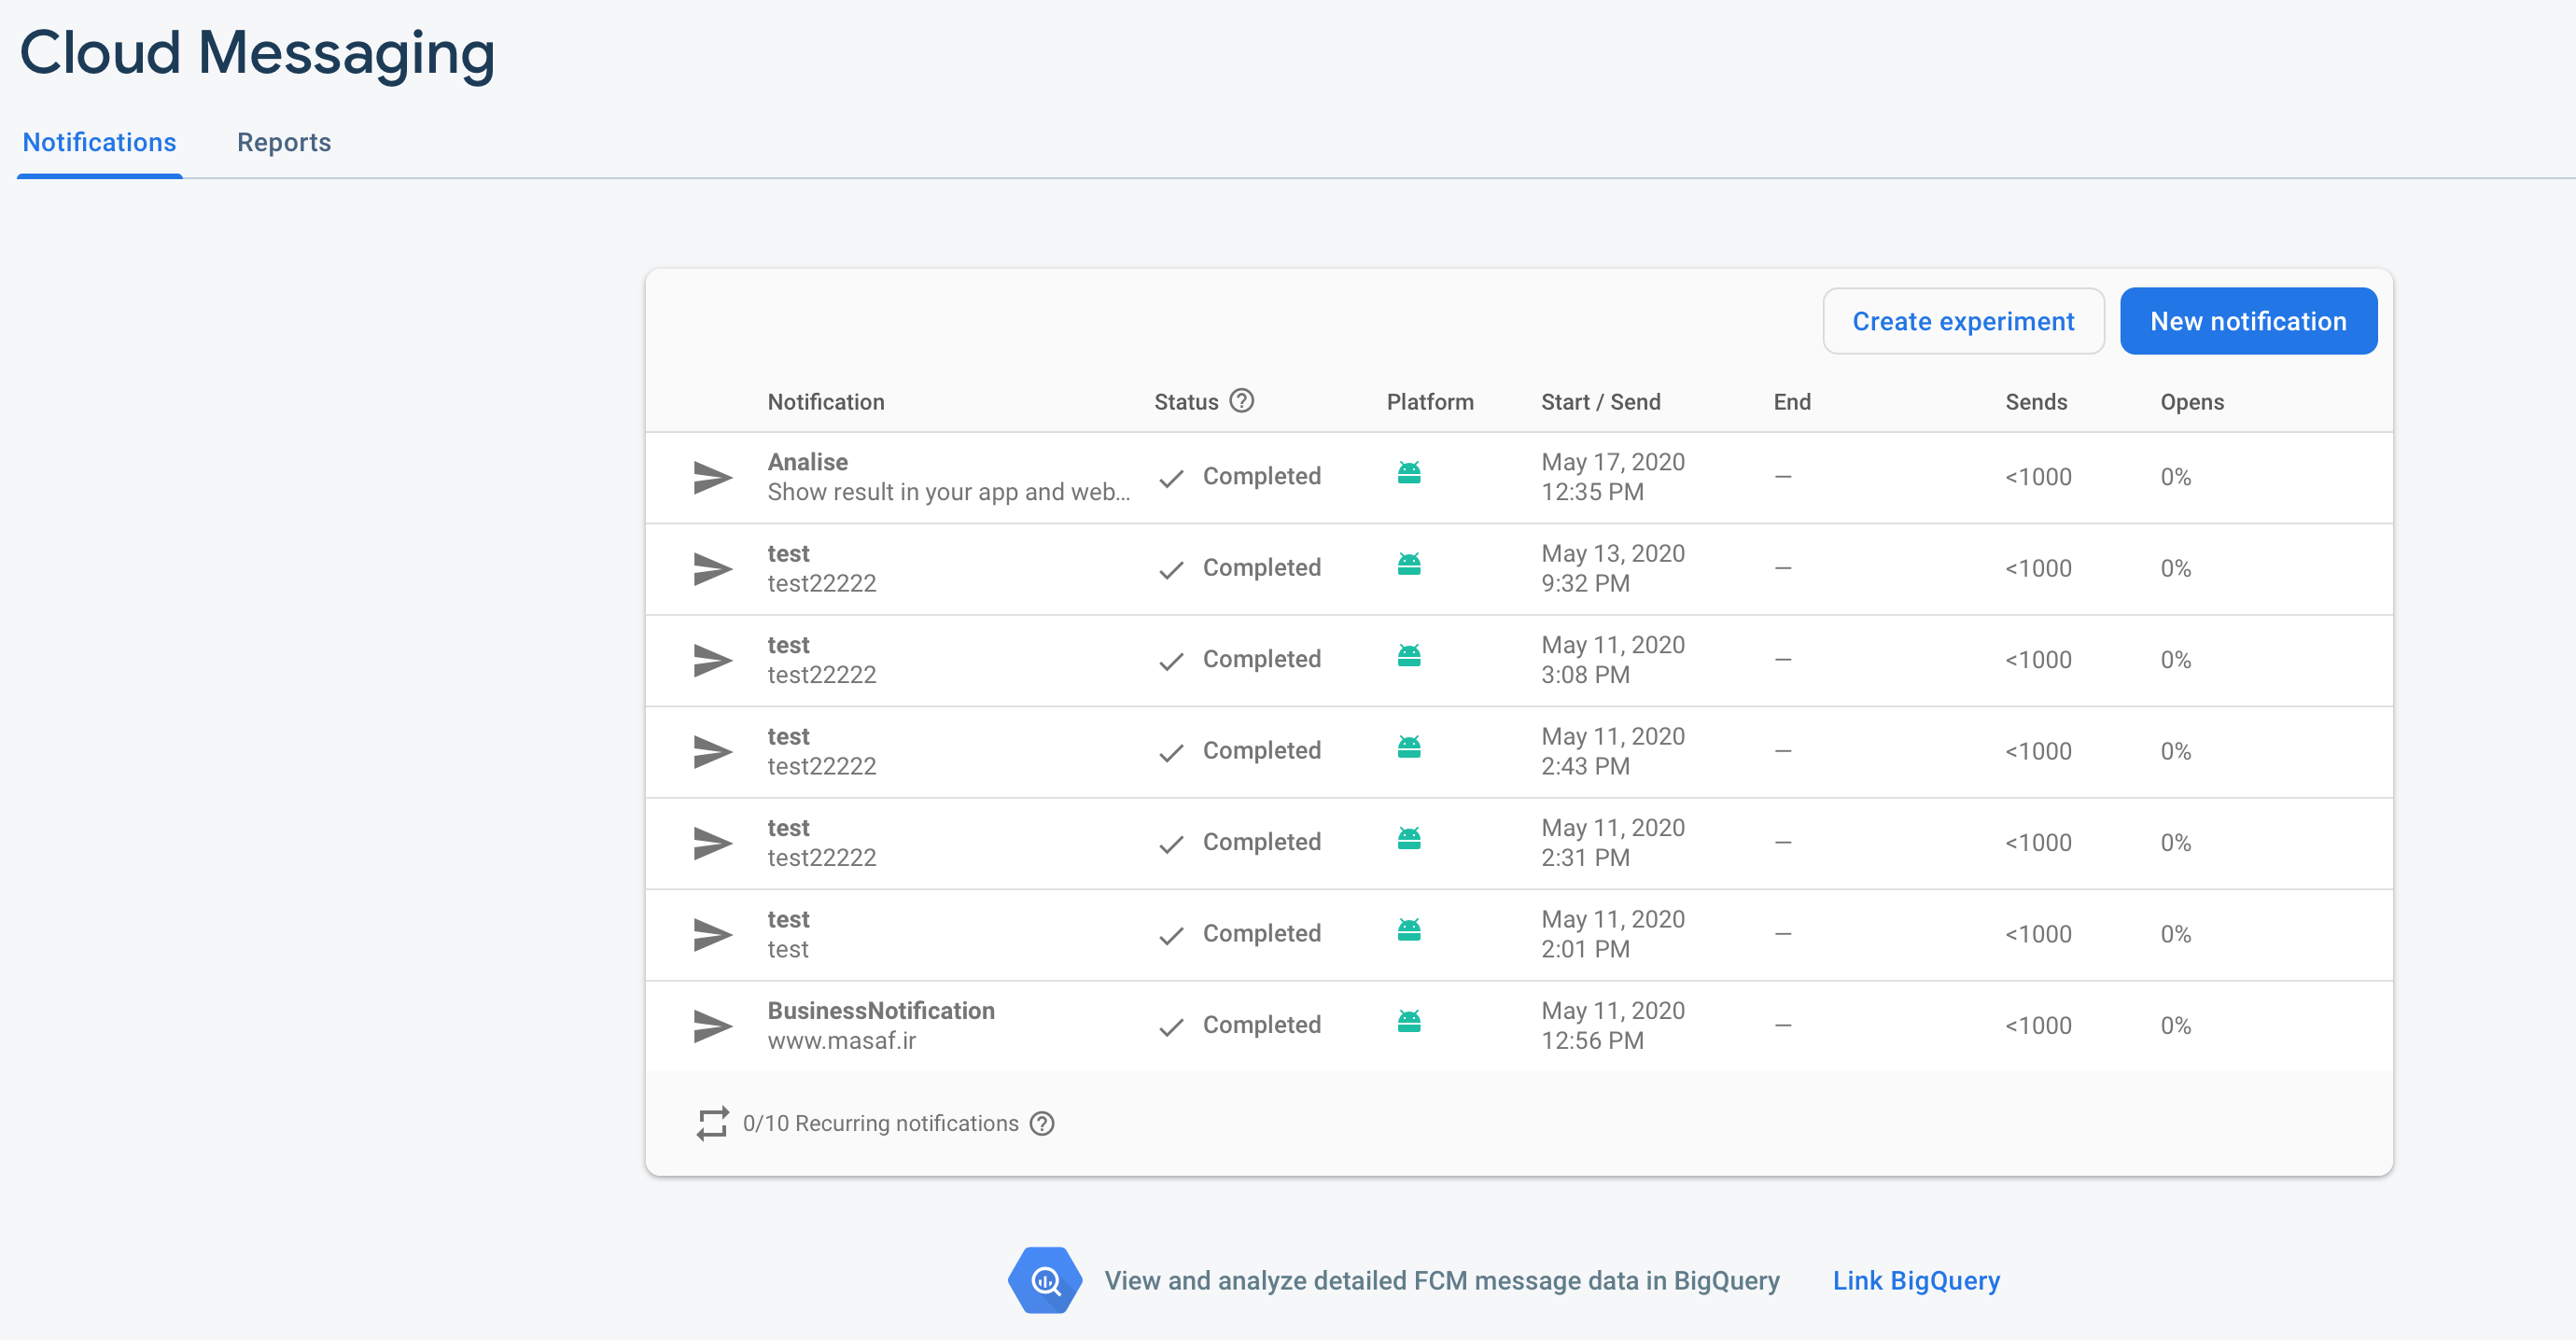 Cloud Messaging
Notifications Reports
Create experiment New notification
Notification Status Platform Start / Send End Sends Opens
Analise
Show result in your app and web... Completed May 17, 2020 12:35 PM — <1000 0%
test
test22222 Completed May 13, 2020 9:32 PM — <1000 0%
test
test22222 Completed May 11, 2020 3:08 PM — <1000 0%
test
test22222 Completed May 11, 2020 2:43 PM — <1000 0%
test
test22222 Completed May 11, 2020 2:31 PM — <1000 0%
test
test Completed May 11, 2020 2:01 PM — <1000 0%
BusinessNotification
www.masaf.ir Completed May 11, 2020 12:56 PM — <1000 0%
0/10 Recurring notifications
View and analyze detailed FCM message data in BigQuery Link BigQuery